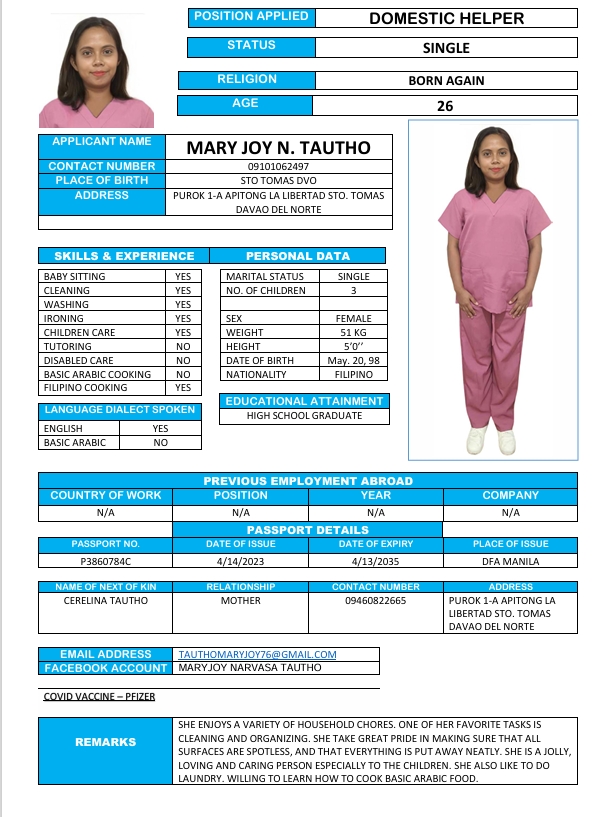 POSITION APPLIED DOMESTIC HELPER
STATUS SINGLE
RELIGION BORN AGAIN
AGE 26
APPLICANT NAME MARY JOY N. TAUTHO
CONTACT NUMBER 09101062497
PLACE OF BIRTH STO TOMAS DVO
ADDRESS PUROK 1-A APITONG LA LIBERTAD STO. TOMAS
DAVAO DEL NORTE
SKILLS & EXPERIENCE PERSONAL DATA
BABY SITTING YES MARITAL STATUS SINGLE
CLEANING YES NO. OF CHILDREN 3
WASHING YES
IRONING YES SEX FEMALE
CHILDREN CARE YES WEIGHT 51 KG
TUTORING NO HEIGHT 5'0''
DISABLED CARE NO DATE OF BIRTH May. 20, 98
BASIC ARABIC COOKING NO NATIONALITY FILIPINO
FILIPINO COOKING YES
EDUCATIONAL ATTAINMENT
LANGUAGE DIALECT SPOKEN HIGH SCHOOL GRADUATE
ENGLISH YES
BASIC ARABIC NO
PREVIOUS EMPLOYMENT ABROAD
COUNTRY OF WORK POSITION YEAR COMPANY
N/A N/A N/A N/A
PASSPORT DETAILS
PASSPORT NO. DATE OF ISSUE DATE OF EXPIRY PLACE OF ISSUE
P3860784C 4/14/2023 4/13/2035 DFA MANILA
NAME OF NEXT OF KIN RELATIONSHIP CONTACT NUMBER ADDRESS
CERELINA TAUTHO MOTHER 09460822665 PUROK 1-A APITONG LA
LIBERTAD STO. TOMAS
DAVAO DEL NORTE
EMAIL ADDRESS TAUTHOMARYJOY76@GMAIL.COM
FACEBOOK ACCOUNT MARYJOY NARVASA TAUTHO
COVID VACCINE – PFIZER
REMARKS
SHE ENJOYS A VARIETY OF HOUSEHOLD CHORES. ONE OF HER FAVORITE TASKS IS
CLEANING AND ORGANIZING. SHE TAKE GREAT PRIDE IN MAKING SURE THAT ALL
SURFACES ARE SPOTLESS, AND THAT EVERYTHING IS PUT AWAY NEATLY. SHE IS A JOLLY,
LOVING AND CARING PERSON ESPECIALLY TO THE CHILDREN. SHE ALSO LIKE TO DO
LAUNDRY. WILLING TO LEARN HOW TO COOK BASIC ARABIC FOOD.